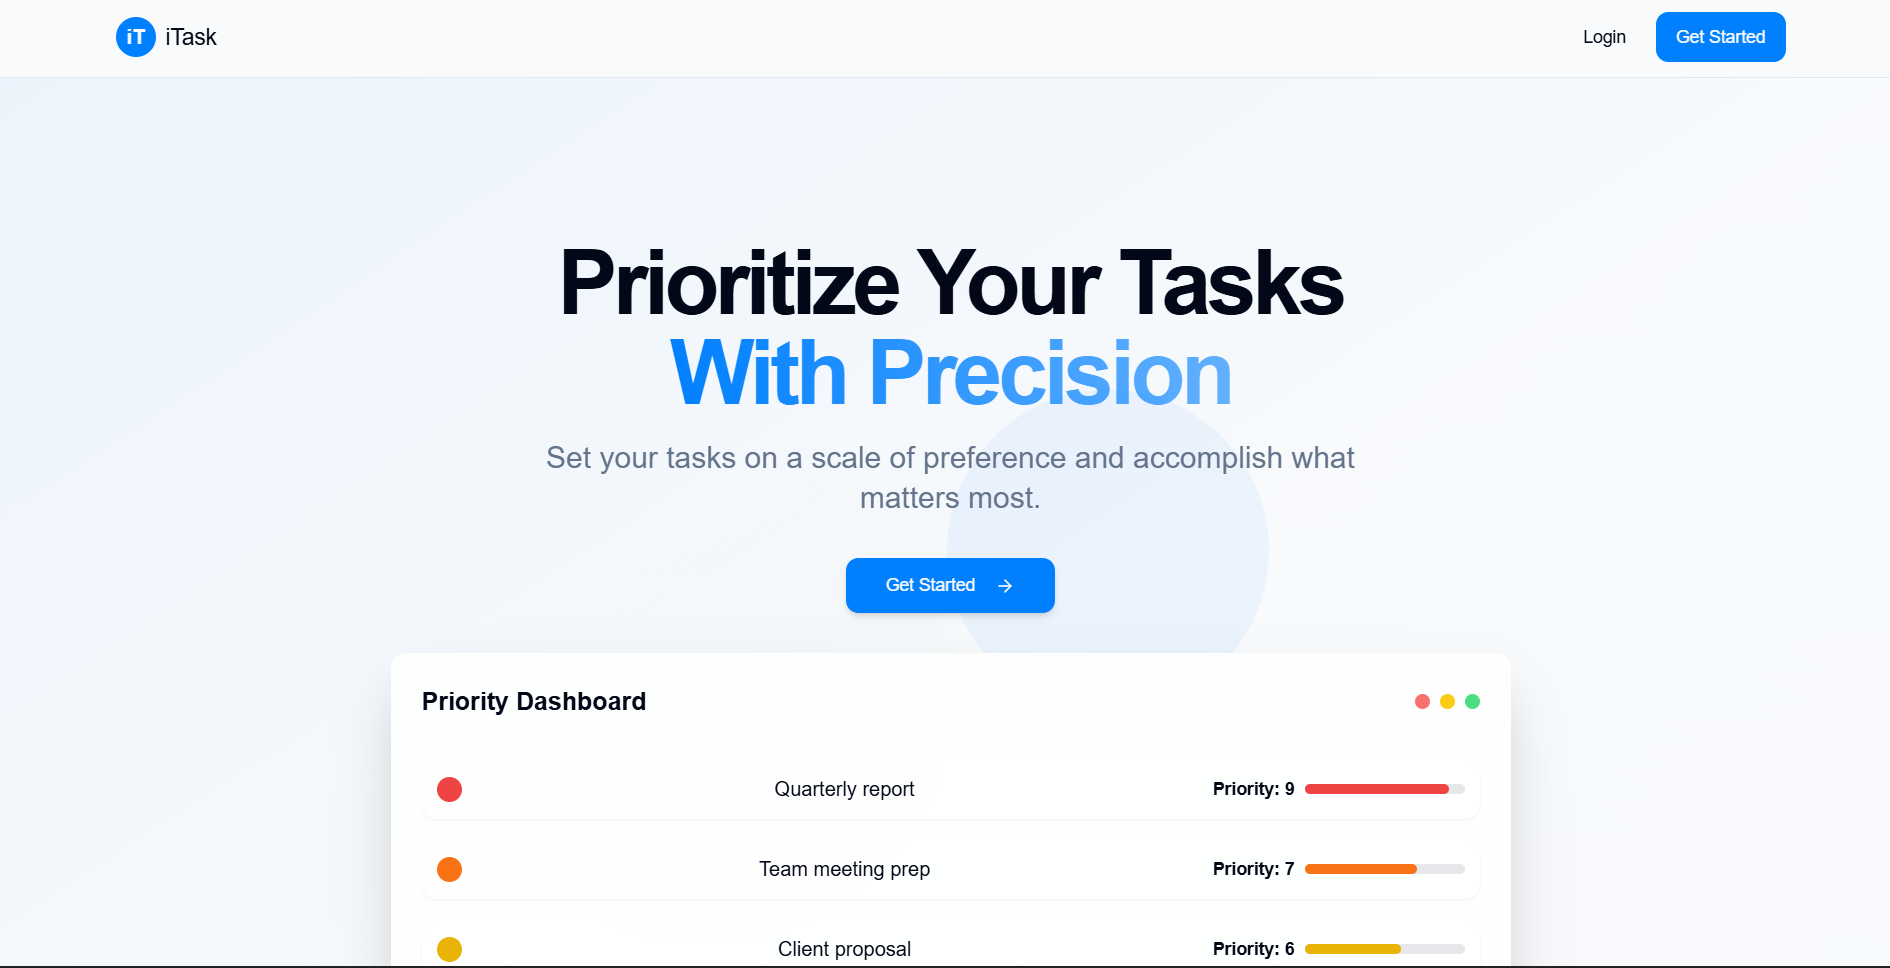 iT iTask
Login
Get Started
Prioritize Your Tasks
With Precision
Set your tasks on a scale of preference and accomplish what
matters most.
Get Started
Priority Dashboard
Quarterly report Priority: 9
Team meeting prep Priority: 7
Client proposal Priority: 6